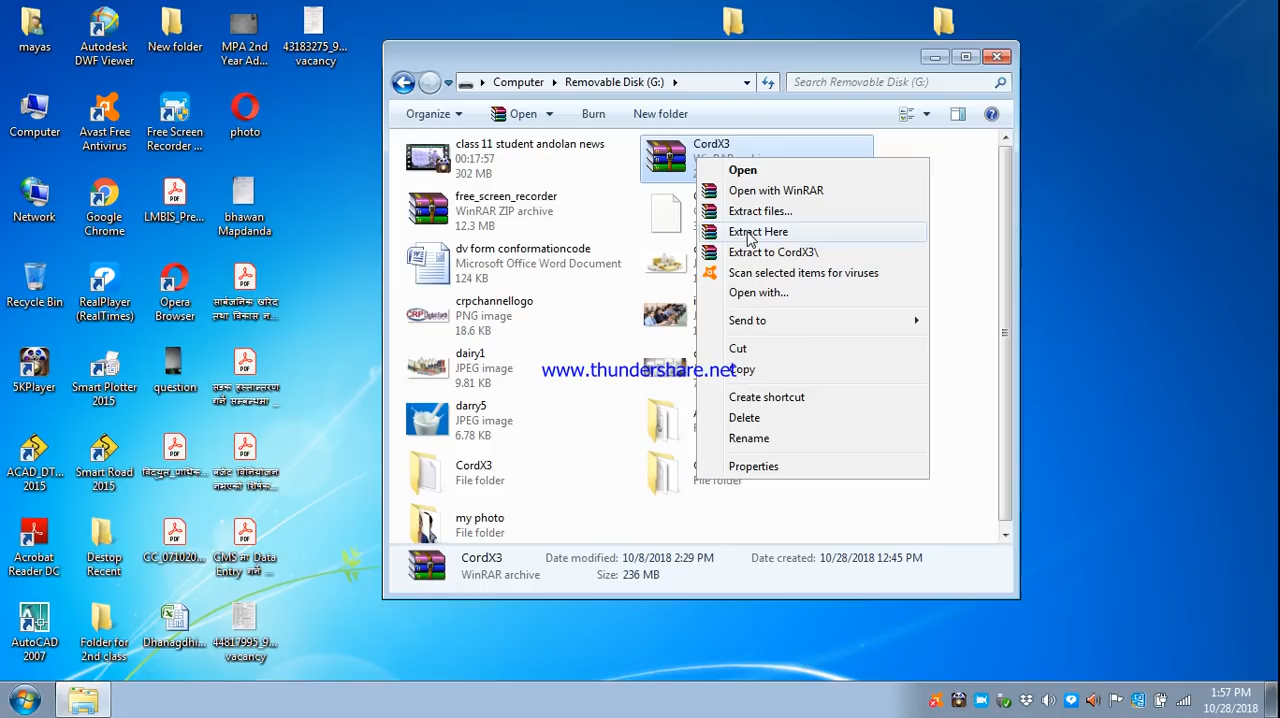 mayas
Autodesk
DWF Viewer
New folder
MPA 2nd
Year Ad...
43183275_9...
vacancy
Computer
Avast Free
Antivirus
Free Screen
Recorder ...
photo
Network
Google
Chrome
LMBIS_Pre...
bhawan
Mapdanda
Recycle Bin
RealPlayer
(RealTimes)
Opera
Browser
सार्वजनिक खरिद
5KPlayer
Smart Plotter
2015
question
ACAD_DT...
2015
Smart Road
2015
Acrobat
Reader DC
Destop
Recent
CC_071020...
CMS मा Data
Entry गर्ने ...
AutoCAD
2007
Folder for
2nd class
Dhanagdhi...
44817995_9...
vacancy
Computer
Removable Disk (G:)
Search Removable Disk (G:)
Organize
Open
Burn
New folder
class 11 student andolan news
00:17:57
302 MB
free_screen_recorder
WinRAR ZIP archive
12.3 MB
dv form conformationcode
Microsoft Office Word Document
124 KB
crpchannellogo
PNG image
18.6 KB
dairy1
JPEG image
9.81 KB
darry5
JPEG image
6.78 KB
CordX3
File folder
my photo
File folder
CordX3
Open
Open with WinRAR
Extract files...
Extract Here
Extract to CordX3\
Scan selected items for viruses
Open with...
Send to
Cut
Copy
Create shortcut
Delete
Rename
Properties
File folder
www.thundershare.net
CordX3
Date modified: 10/8/2018 2:29 PM
Date created: 10/28/2018 12:45 PM
WinRAR archive
Size: 236 MB
1:57 PM
10/28/2018